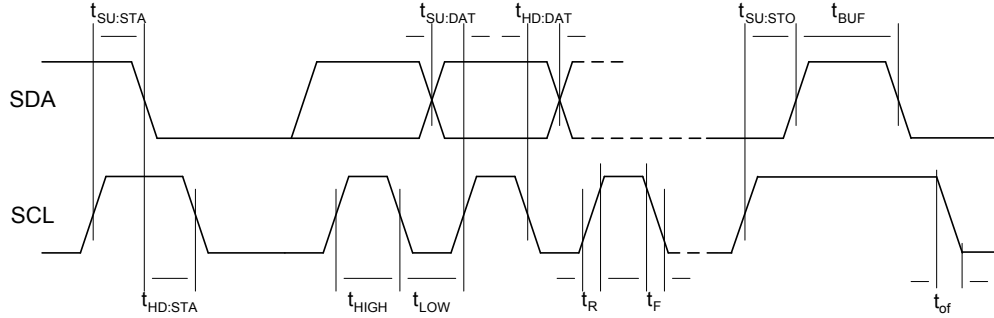 tSU:STA tSU:DAT tHD:DAT tSU:STO tBUF
SDA
SCL
tHD:STA tHIGH tLOW tR tF tof